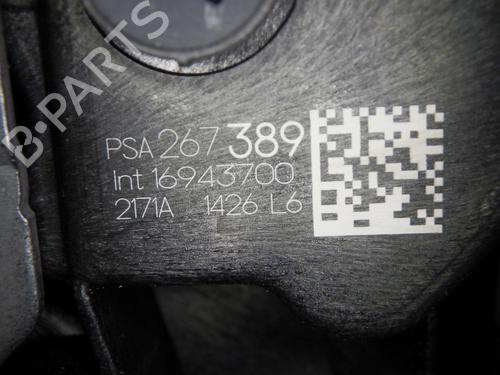 B-PARTS
PSA 267 389
Int 16943700
2171A 1426 L6